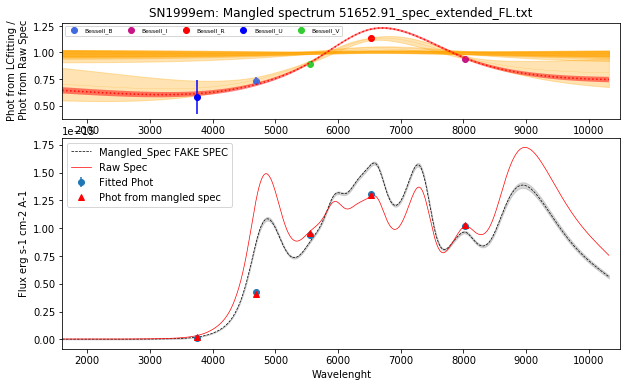 SN1999em: Mangled spectrum 51652.91_spec_extended_FL.txt
Phot from LCfitting /
Phot from Raw Spec
Bessell_B Bessell_I Bessell_R Bessell_U Bessell_V
1.25
1.00
0.75
0.50
2000 3000 4000 5000 6000 7000 8000 9000 10000
Flux erg s-1 cm-2 A-1
Mangled_Spec FAKE SPEC
Raw Spec
Fitted Phot
Phot from mangled spec
1.75
1.50
1.25
1.00
0.75
0.50
0.25
0.00
2000 3000 4000 5000 6000 7000 8000 9000 10000
Wavelenght